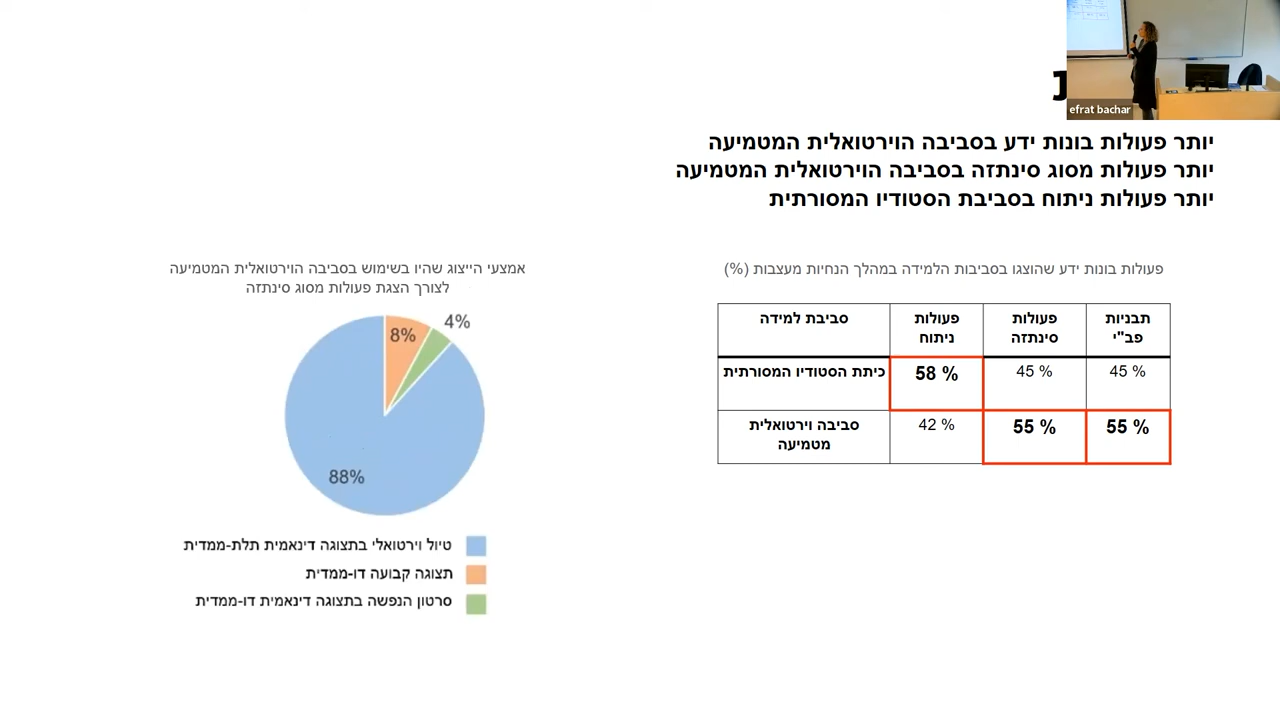 efrat bachar
יותר פעולות בונות ידע בסביבה הוירטואלית המטמיעה
יותר פעולות מסוג סינתזה בסביבה הוירטואלית המטמיעה
יותר פעולות ניתוח בסביבת הסטודיו המסורתית
פעולות בונות ידע שהוצגו בסביבות הלמידה במהלך הנחיות מעצבות (%)
סביבת למידה
פעולות
ניתוח
פעולות
סינתזה
תבניות
פב"י
כיתת הסטודיו המסורתית
58 %
45 %
45 %
סביבה וירטואלית
מטמיעה
42 %
55 %
55 %
אמצעי הייצוג שהיו בשימוש בסביבה הוירטואלית המטמיעה
לצורך הצגת פעולות מסוג סינתזה
4%
8%
88%
טיול וירטואלי בתצוגה דינאמית תלת-ממדית
תצוגה קבועה דו-ממדית
סרטון הנפשה בתצוגה דינאמית דו-ממדית